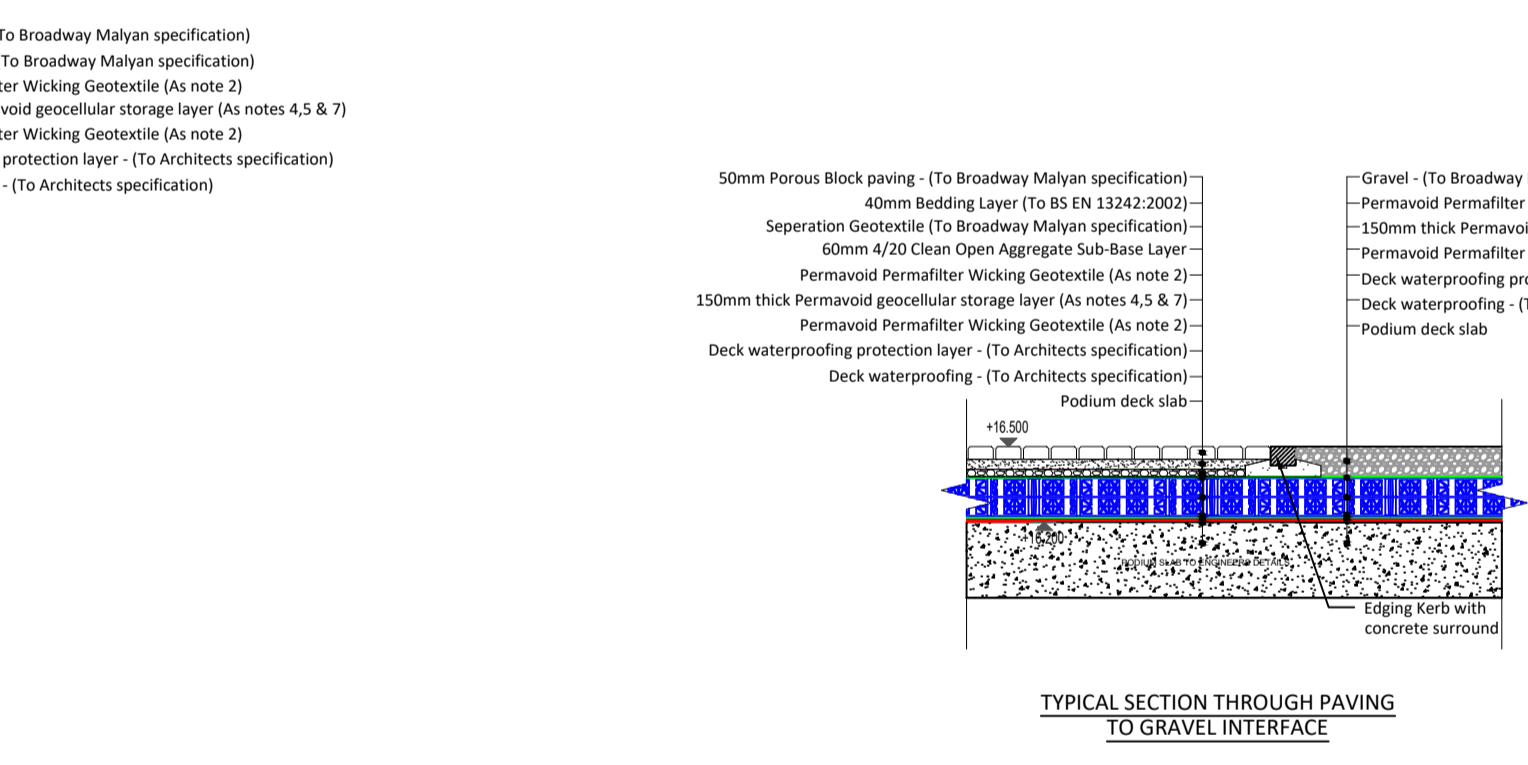 To Broadway Malyan specification)
To Broadway Malyan specification)
ter Wicking Geotextile (As note 2)
void geocellular storage layer (As notes 4,5 & 7)
ter Wicking Geotextile (As note 2)
protection layer - (To Architects specification)
- (To Architects specification)
50mm Porous Block paving - (To Broadway Malyan specification)
40mm Bedding Layer (To BS EN 13242:2002)
Seperation Geotextile (To Broadway Malyan specification)
60mm 4/20 Clean Open Aggregate Sub-Base Layer
Permavoid Permafilter Wicking Geotextile (As note 2)
150mm thick Permavoid geocellular storage layer (As notes 4,5 & 7)
Permavoid Permafilter Wicking Geotextile (As note 2)
Deck waterproofing protection layer - (To Architects specification)
Deck waterproofing - (To Architects specification)
Podium deck slab
Gravel - (To Broadway
Permavoid Permafilter
150mm thick Permavoi
Permavoid Permafilter
Deck waterproofing pro
Deck waterproofing - (T
Podium deck slab
+16.500
+16.200
PODIUM SLAB TO ENGINEERS DETAILS
Edging Kerb with
concrete surround
TYPICAL SECTION THROUGH PAVING
TO GRAVEL INTERFACE